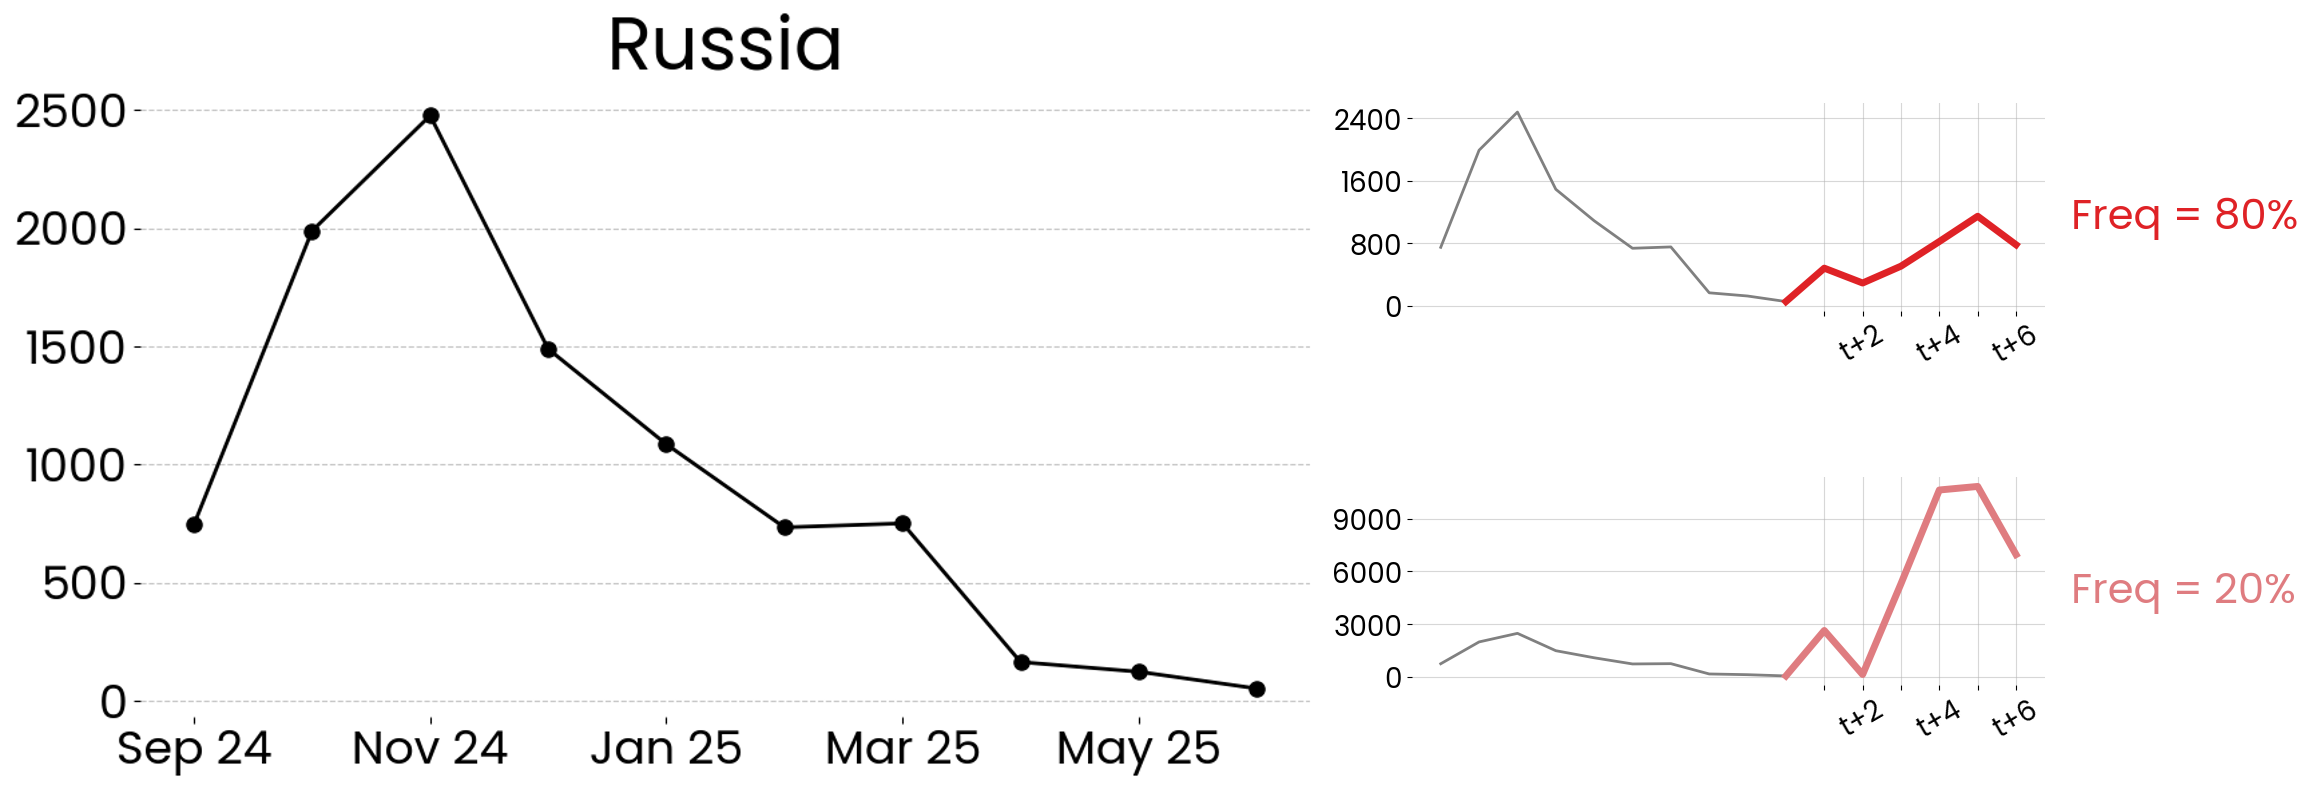 Russia
2500
2000
1500
1000
500
0
Sep 24 Nov 24 Jan 25 Mar 25 May 25
2400
1600
800
0
t+2 t+4 t+6
Freq = 80%
9000
6000
3000
0
t+2 t+4 t+6
Freq = 20%